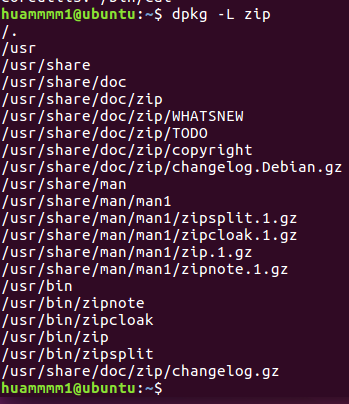 coreutils: /bin/cat
huammmm1@ubuntu:~$ dpkg -L zip
/.
/usr
/usr/share
/usr/share/doc
/usr/share/doc/zip
/usr/share/doc/zip/WHATSNEW
/usr/share/doc/zip/TODO
/usr/share/doc/zip/copyright
/usr/share/doc/zip/changelog.Debian.gz
/usr/share/man
/usr/share/man/man1
/usr/share/man/man1/zipsplit.1.gz
/usr/share/man/man1/zipcloak.1.gz
/usr/share/man/man1/zip.1.gz
/usr/share/man/man1/zipnote.1.gz
/usr/bin
/usr/bin/zipnote
/usr/bin/zipcloak
/usr/bin/zip
/usr/bin/zipsplit
/usr/share/doc/zip/changelog.gz
huammmm1@ubuntu:~$